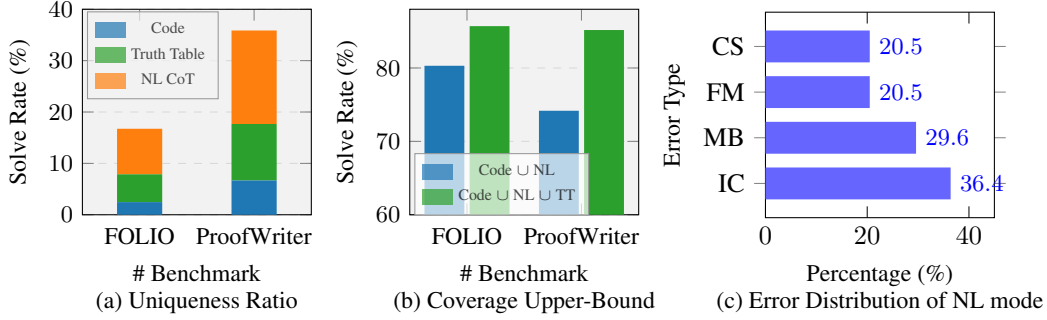 Solve Rate (%)
40
30
20
10
0
Code
Truth Table
NL CoT
FOLIO ProofWriter
# Benchmark
(a) Uniqueness Ratio
Solve Rate (%)
80
70
60
Code ∪ NL
Code ∪ NL ∪ TT
FOLIO ProofWriter
# Benchmark
(b) Coverage Upper-Bound
Error Type
CS 20.5
FM 20.5
MB 29.6
IC 36.4
0 20 40
Percentage (%)
(c) Error Distribution of NL mode